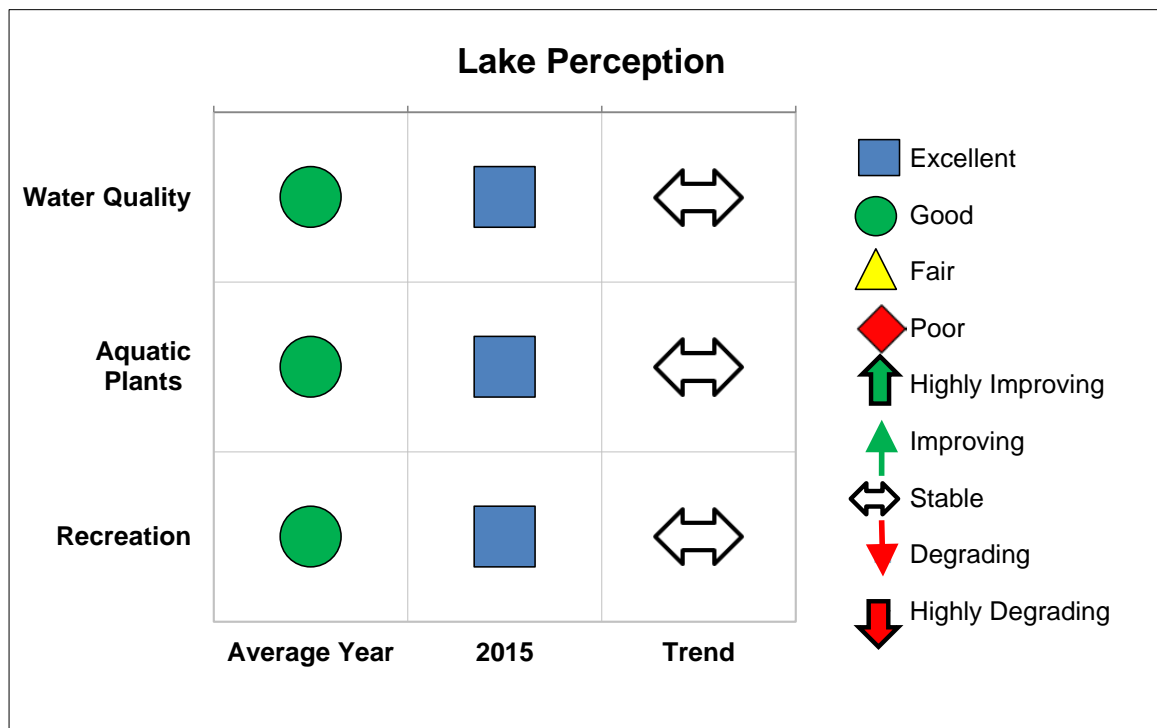 Lake Perception
Water Quality
Aquatic
Plants
Recreation
Average Year
2015
Trend
Excellent
Good
Fair
Poor
Highly Improving
Improving
Stable
Degrading
Highly Degrading